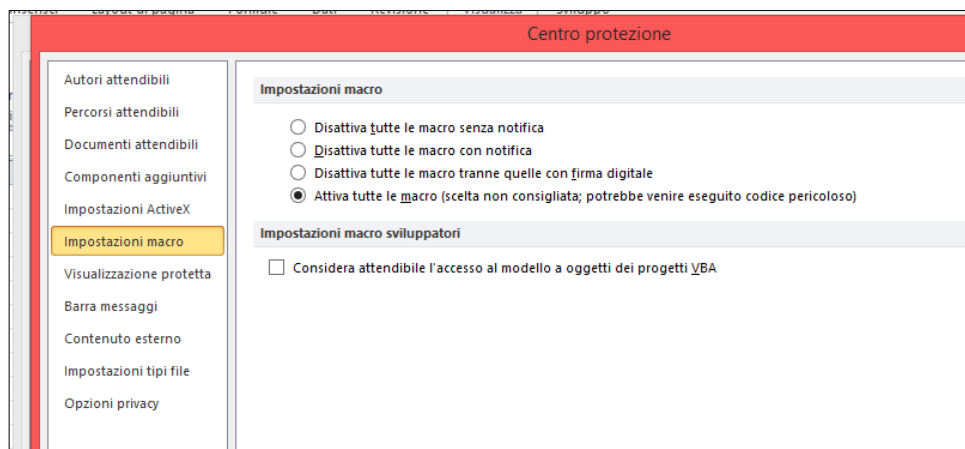 Centro protezione
Autori attendibili
Percorsi attendibili
Documenti attendibili
Componenti aggiuntivi
Impostazioni ActiveX
Impostazioni macro
Visualizzazione protetta
Barra messaggi
Contenuto esterno
Impostazioni tipi file
Opzioni privacy
Impostazioni macro
Disattiva tutte le macro senza notifica
Disattiva tutte le macro con notifica
Disattiva tutte le macro tranne quelle con firma digitale
Attiva tutte le macro (scelta non consigliata; potrebbe venire eseguito codice pericoloso)
Impostazioni macro sviluppatori
Considera attendibile l'accesso al modello a oggetti dei progetti VBA